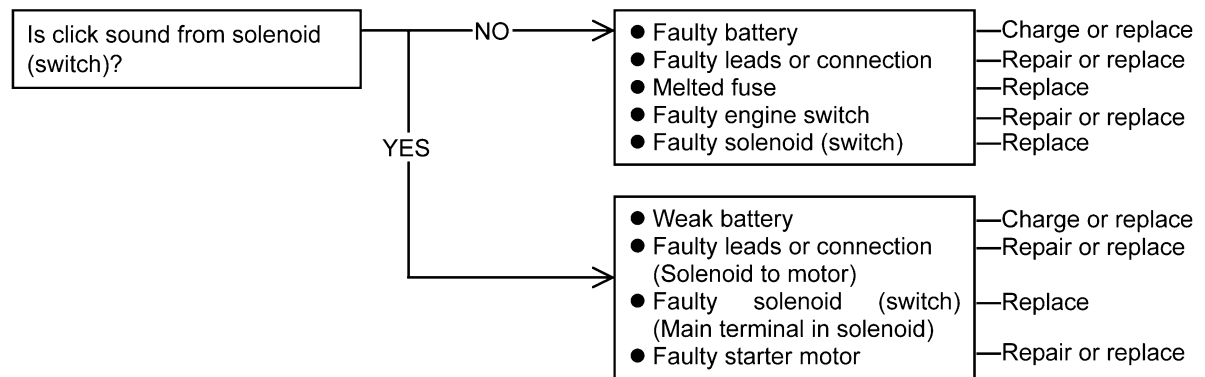 Is click sound from solenoid
(switch)?
NO
● Faulty battery
Charge or replace
● Faulty leads or connection
Repair or replace
● Melted fuse
Replace
● Faulty engine switch
Repair or replace
● Faulty solenoid (switch)
Replace
YES
● Weak battery
Charge or replace
● Faulty leads or connection
Repair or replace
(Solenoid to motor)
● Faulty solenoid (switch)
Replace
(Main terminal in solenoid)
● Faulty starter motor
Repair or replace